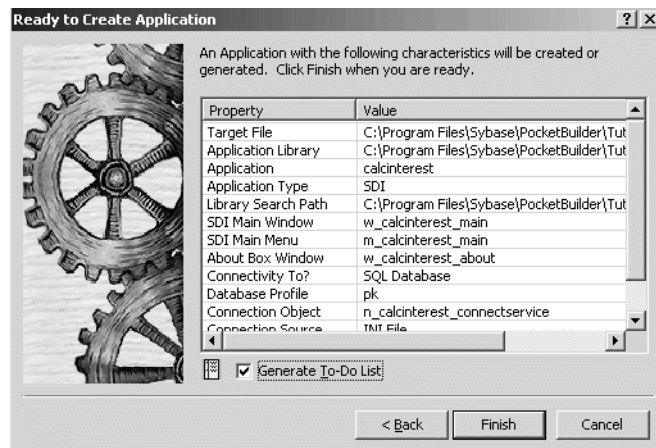 Ready to Create Application
An Application with the following characteristics will be created or
generated. Click Finish when you are ready.
Property Value
Target File C:\Program Files\Sybase\PocketBuilder\Tut
Application Library C:\Program Files\Sybase\PocketBuilder\Tut
Application calcinterest
Application Type SDI
Library Search Path C:\Program Files\Sybase\PocketBuilder\Tut
SDI Main Window w_calcinterest_main
SDI Main Menu m_calcinterest_main
About Box Window w_calcinterest_about
Connectivity To? SQL Database
Database Profile pk
Connection Object n_calcinterest_connectservice
Connection Source INI File
Generate To-Do List
< Back Finish Cancel